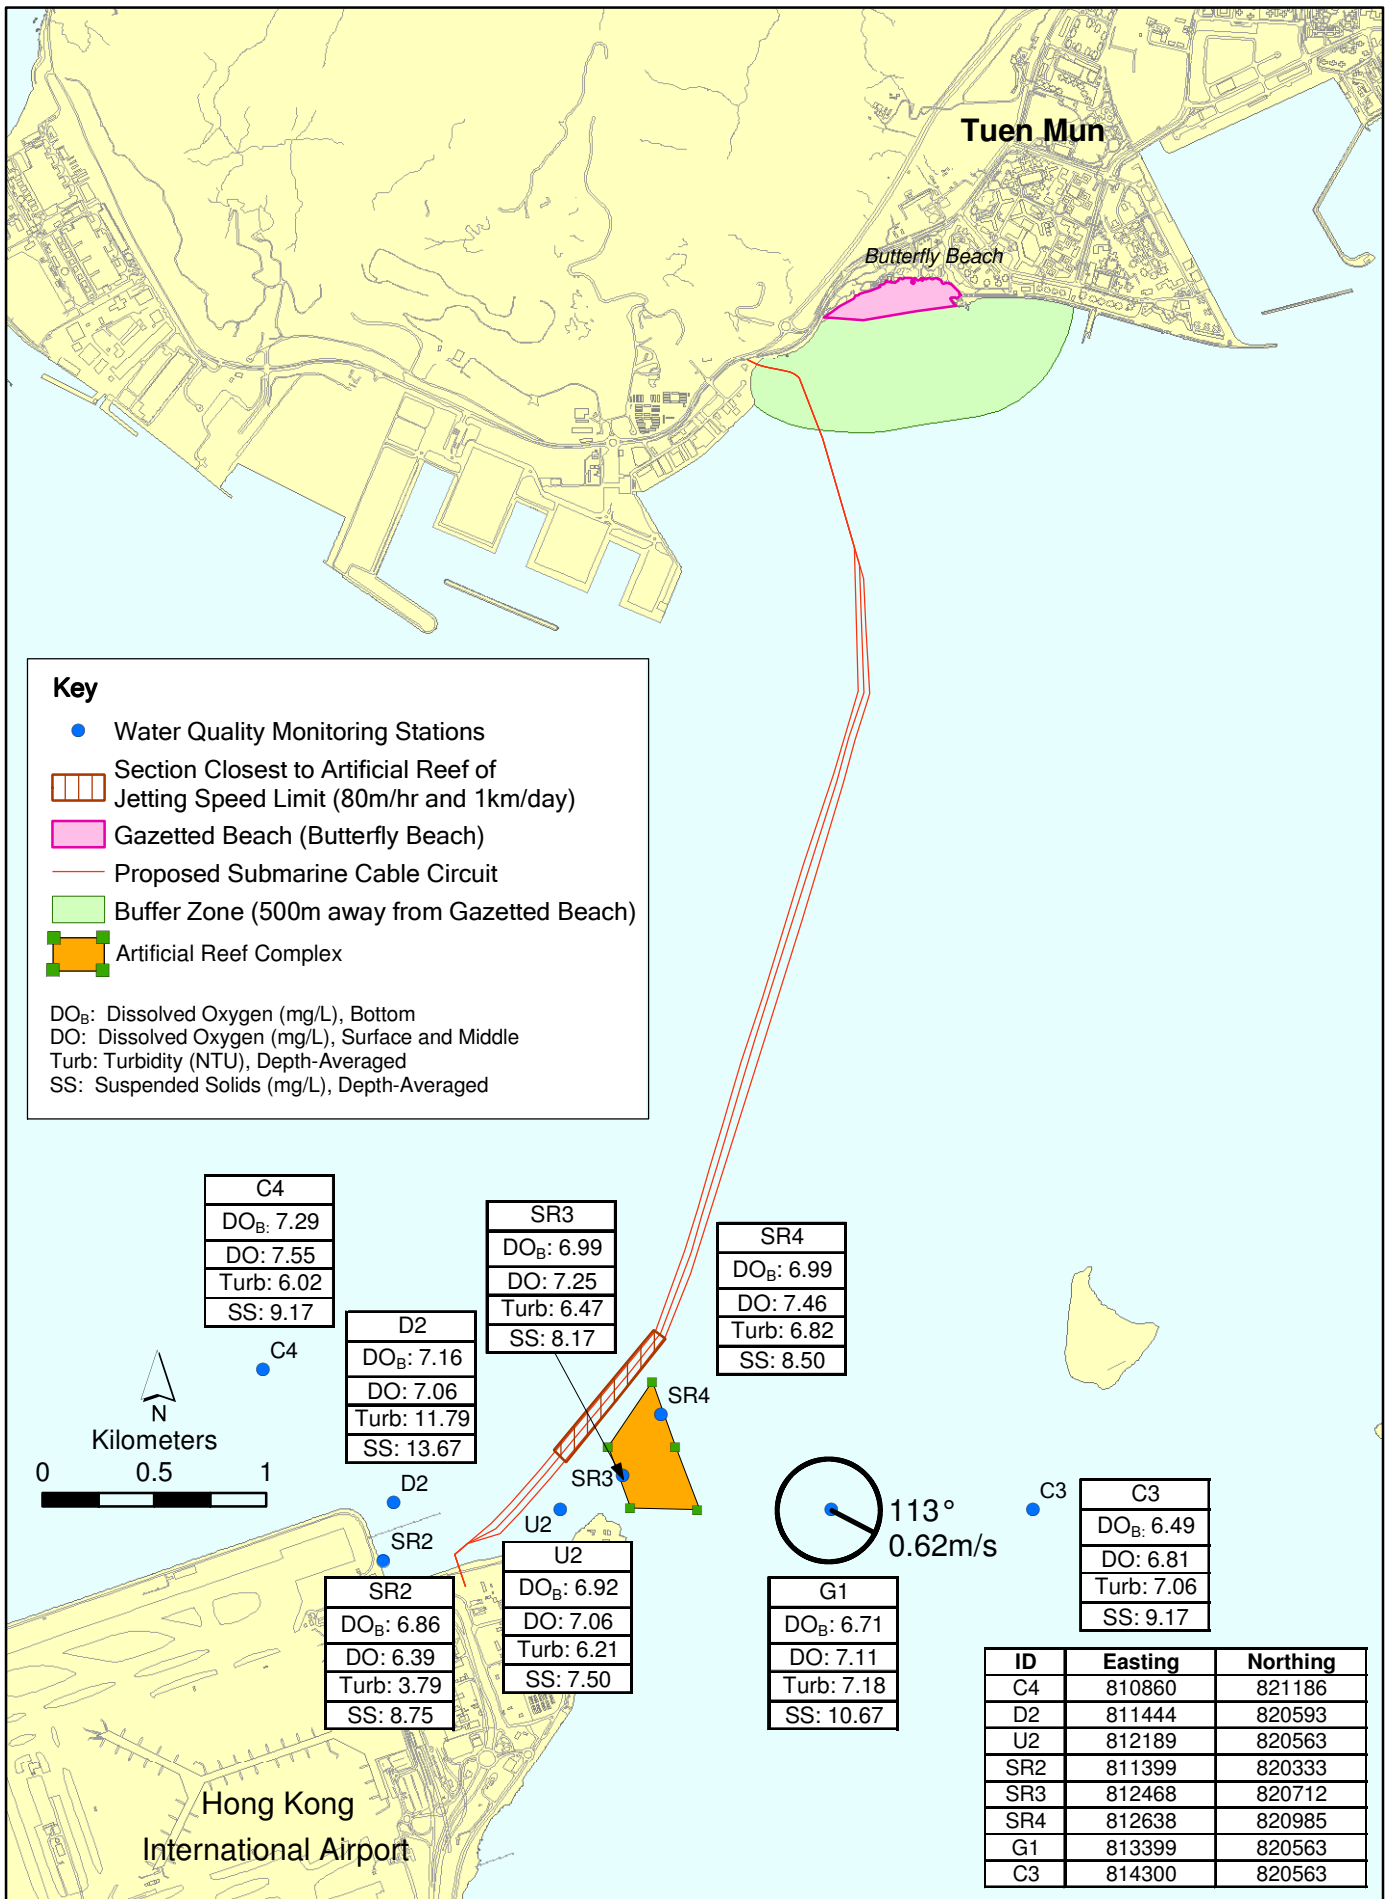 Tuen Mun
Butterfly Beach
Key
Water Quality Monitoring Stations
Section Closest to Artificial Reef of
Jetting Speed Limit (80m/hr and 1km/day)
Gazetted Beach (Butterfly Beach)
Proposed Submarine Cable Circuit
Buffer Zone (500m away from Gazetted Beach)
Artificial Reef Complex
DOB: Dissolved Oxygen (mg/L), Bottom
DO: Dissolved Oxygen (mg/L), Surface and Middle
Turb: Turbidity (NTU), Depth-Averaged
SS: Suspended Solids (mg/L), Depth-Averaged
C4
DOB: 7.29
DO: 7.55
Turb: 6.02
SS: 9.17
SR3
DOB: 6.99
DO: 7.25
Turb: 6.47
SS: 8.17
SR4
DOB: 6.99
DO: 7.46
Turb: 6.82
SS: 8.50
D2
DOB: 7.16
DO: 7.06
Turb: 11.79
SS: 13.67
C4
N
Kilometers
0 0.5 1
SR4
SR3
D2
U2
SR2
C3
113°
0.62m/s
C3
DOB: 6.49
DO: 6.81
Turb: 7.06
SS: 9.17
U2
DOB: 6.92
DO: 7.06
Turb: 6.21
SS: 7.50
SR2
DOB: 6.86
DO: 6.39
Turb: 3.79
SS: 8.75
G1
DOB: 6.71
DO: 7.11
Turb: 7.18
SS: 10.67
Hong Kong
International Airport
ID Easting Northing
C4 810860 821186
D2 811444 820593
U2 812189 820563
SR2 811399 820333
SR3 812468 820712
SR4 812638 820985
G1 813399 820563
C3 814300 820563